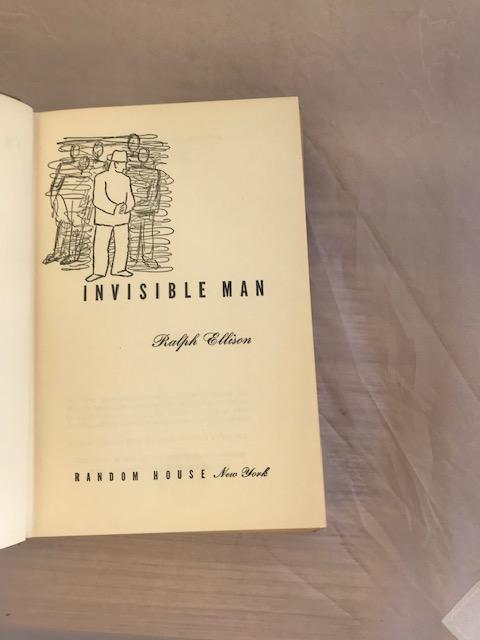 INVISIBLE MAN
Ralph Ellison
RANDOM HOUSE New York